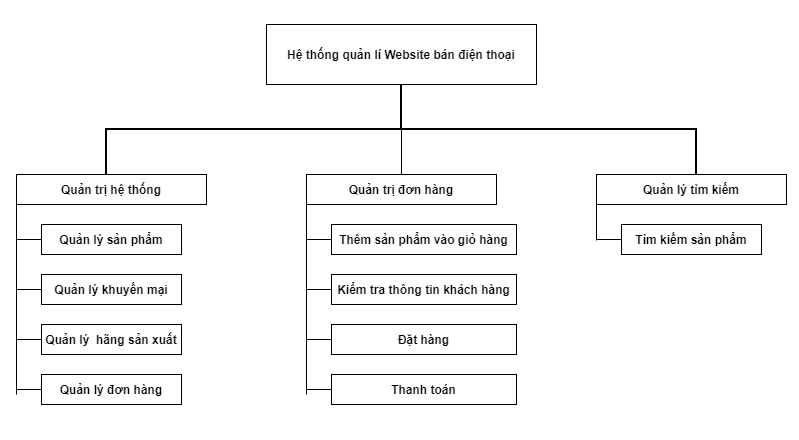 Hệ thống quản lí Website bán điện thoại
Quản trị hệ thống
Quản lý sản phẩm
Quản lý khuyến mại
Quản lý hãng sản xuất
Quản lý đơn hàng
Quản trị đơn hàng
Thêm sản phẩm vào giỏ hàng
Kiểm tra thông tin khách hàng
Đặt hàng
Thanh toán
Quản lý tìm kiếm
Tìm kiếm sản phẩm